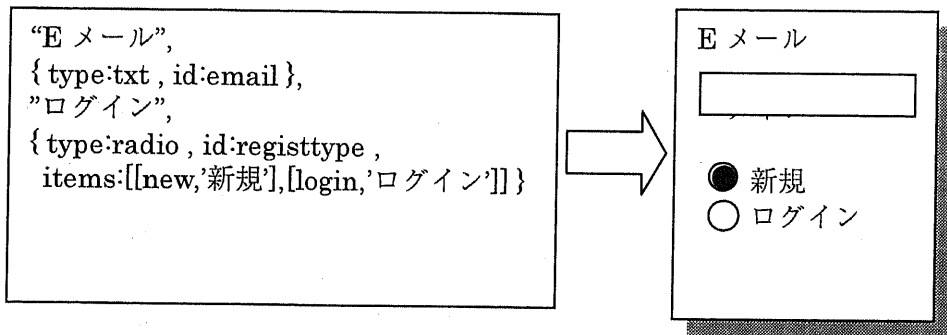 “E メール”,
{ type:txt , id:email },
”ログイン”,
{ type:radio , id:registtype ,
items:[[new,’新規’],[login,’ログイン’]] }
E メール
新規
ログイン